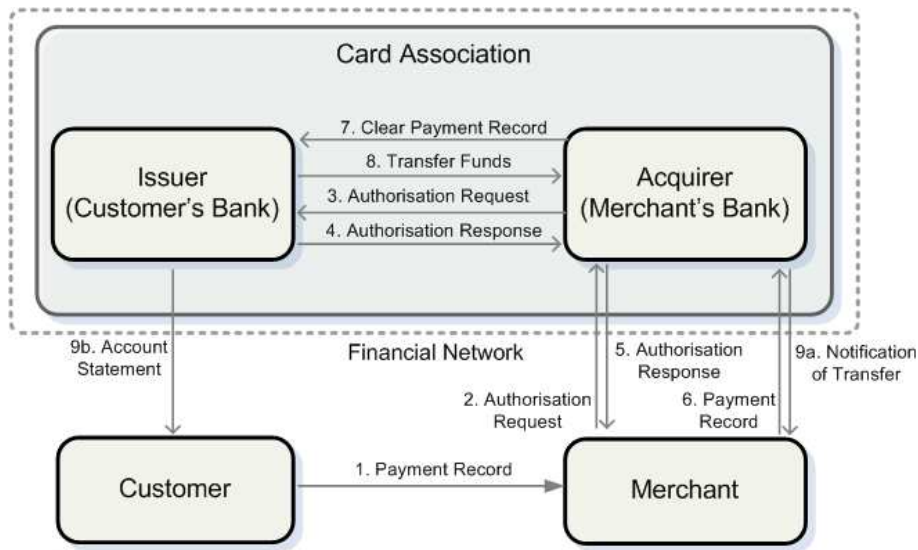 Card Association
7. Clear Payment Record
8. Transfer Funds
3. Authorisation Request
4. Authorisation Response
Issuer
(Customer's Bank)
Acquirer
(Merchant's Bank)
9b. Account
Statement
Financial Network
5. Authorisation
Response
9a. Notification
of Transfer
2. Authorisation
Request
6. Payment
Record
Customer
1. Payment Record
Merchant